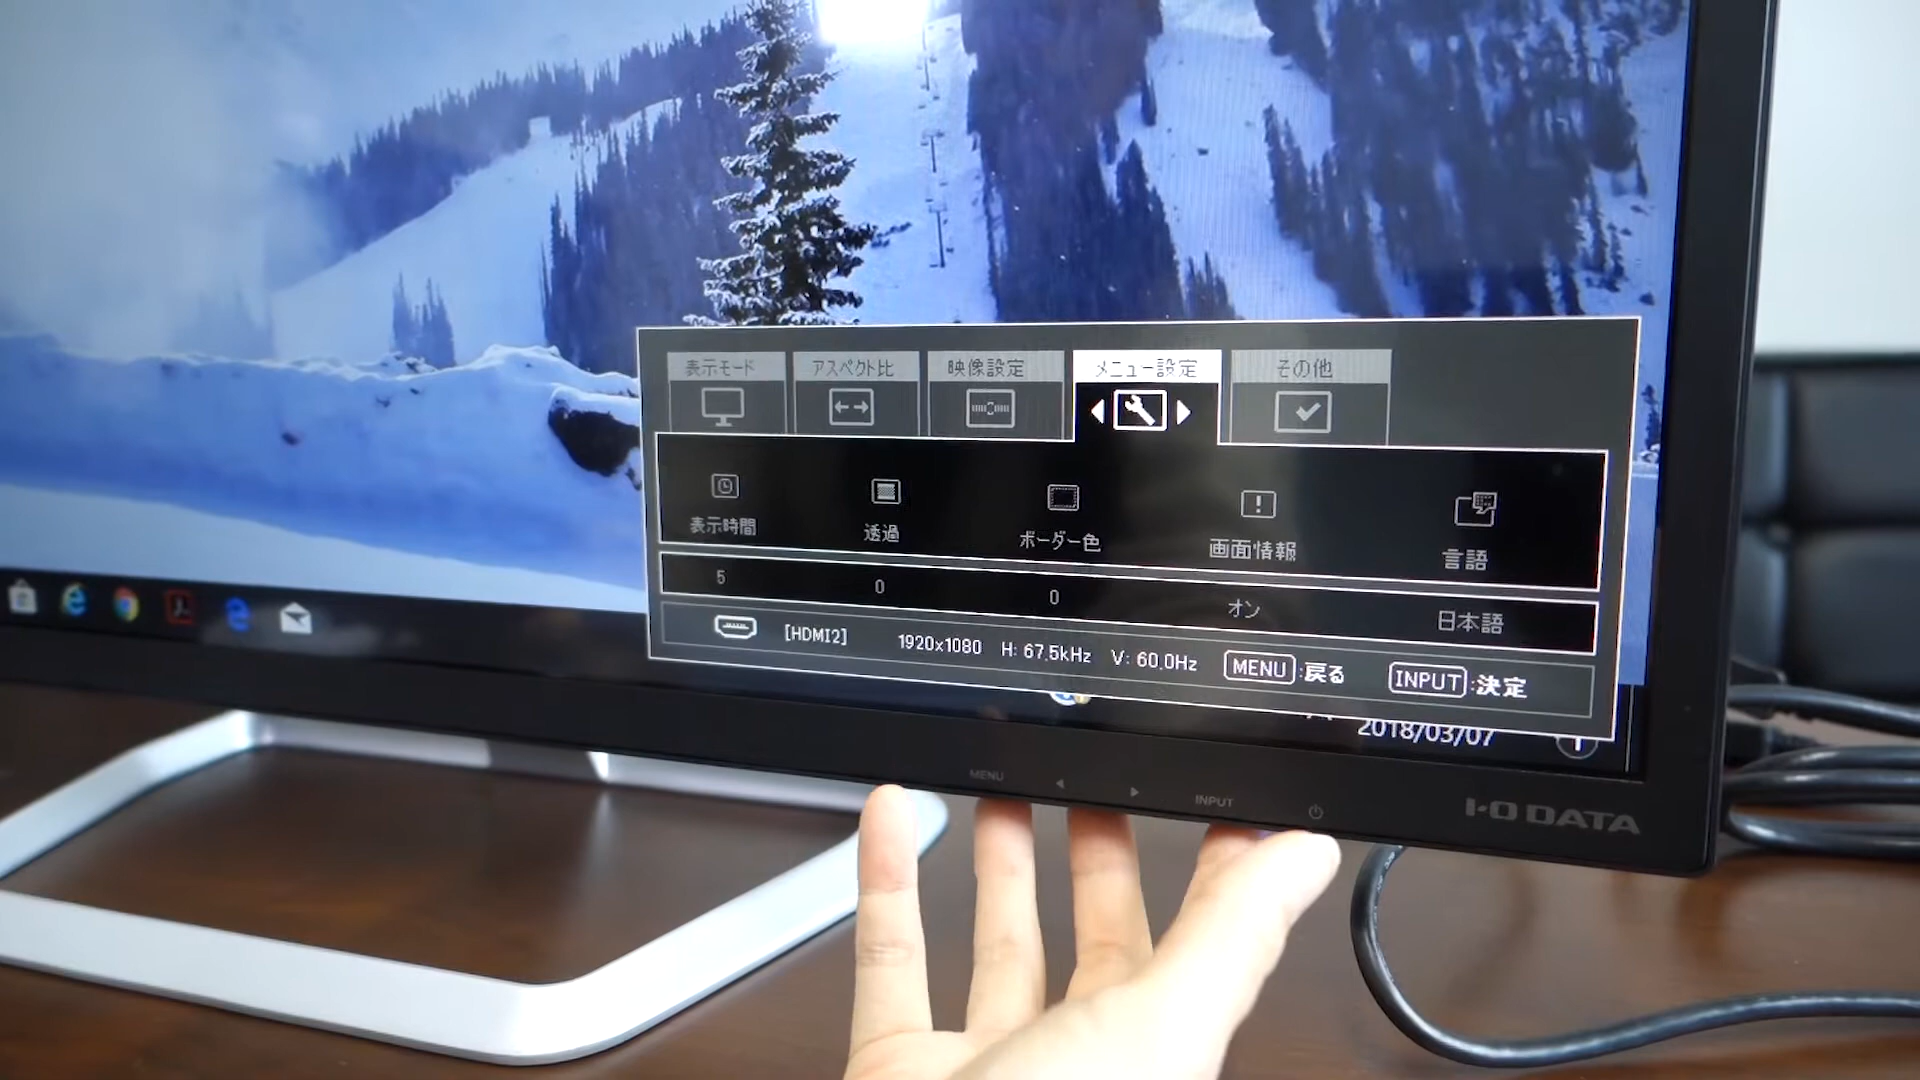 表示モード アスペクト比 映像設定 メニュー設定 その他
表示時間 透過 ボーダー色 画面情報 言語
5 0 0 オン 日本語
[HDMI2] 1920x1080 H: 67.5kHz V: 60.0Hz MENU:戻る INPUT:決定
2018/03/07
MENU INPUT
I-O DATA